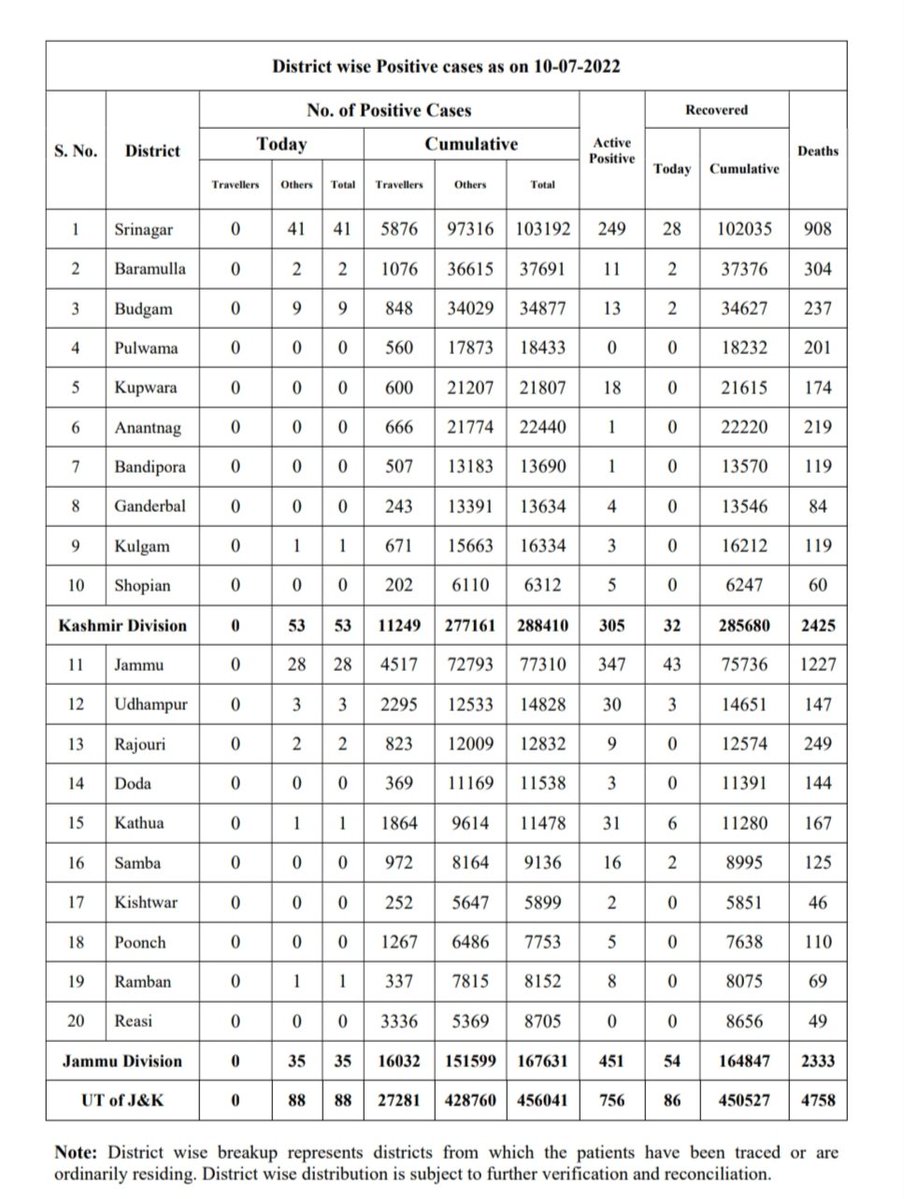 District wise Positive cases as on 10-07-2022
S. No. District No. of Positive Cases Active Positive Recovered Deaths
Today Cumulative Today Cumulative
Travellers Others Total Travellers Others Total
1 Srinagar 0 41 41 5876 97316 103192 249 28 102035 908
2 Baramulla 0 2 2 1076 36615 37691 11 2 37376 304
3 Budgam 0 9 9 848 34029 34877 13 2 34627 237
4 Pulwama 0 0 0 560 17873 18433 0 0 18232 201
5 Kupwara 0 0 0 600 21207 21807 18 0 21615 174
6 Anantnag 0 0 0 666 21774 22440 1 0 22220 219
7 Bandipora 0 0 0 507 13183 13690 1 0 13570 119
8 Ganderbal 0 0 0 243 13391 13634 4 0 13546 84
9 Kulgam 0 1 1 671 15663 16334 3 0 16212 119
10 Shopian 0 0 0 202 6110 6312 5 0 6247 60
Kashmir Division 0 53 53 11249 277161 288410 305 32 285680 2425
11 Jammu 0 28 28 4517 72793 77310 347 43 75736 1227
12 Udhampur 0 3 3 2295 12533 14828 30 3 14651 147
13 Rajouri 0 2 2 823 12009 12832 9 0 12574 249
14 Doda 0 0 0 369 11169 11538 3 0 11391 144
15 Kathua 0 1 1 1864 9614 11478 31 6 11280 167
16 Samba 0 0 0 972 8164 9136 16 2 8995 125
17 Kishtwar 0 0 0 252 5647 5899 2 0 5851 46
18 Poonch 0 0 0 1267 6486 7753 5 0 7638 110
19 Ramban 0 1 1 337 7815 8152 8 0 8075 69
20 Reasi 0 0 0 3336 5369 8705 0 0 8656 49
Jammu Division 0 35 35 16032 151599 167631 451 54 164847 2333
UT of J&K 0 88 88 27281 428760 456041 756 86 450527 4758
Note: District wise breakup represents districts from which the patients have been traced or are
ordinarily residing. District wise distribution is subject to further verification and reconciliation.